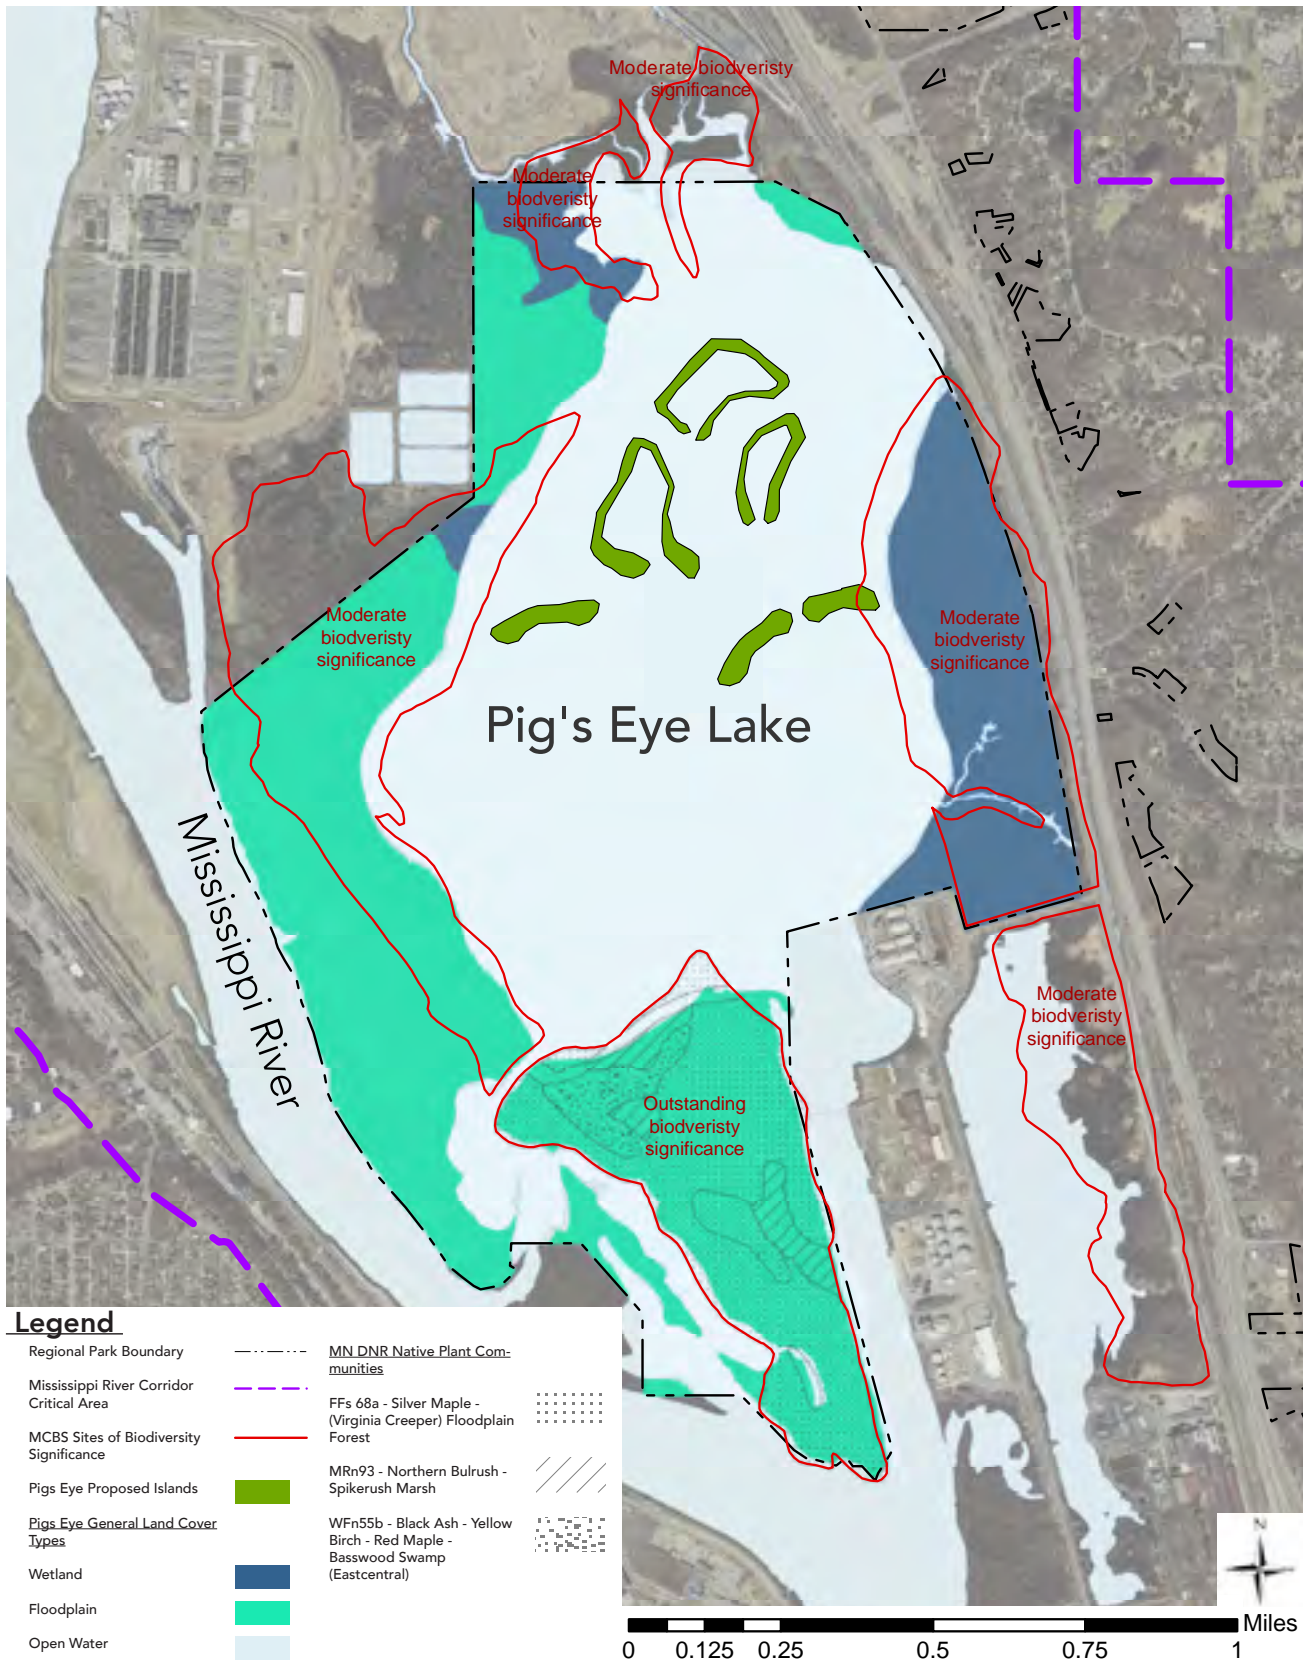 Moderate biodveristy
significance
Moderate
biodveristy
significance
Moderate
biodveristy
significance
Moderate
biodveristy
significance
Pig's Eye Lake
Mississippi River
Moderate
biodveristy
significance
Outstanding
biodveristy
significance
Legend
Regional Park Boundary
Mississippi River Corridor
Critical Area
MCBS Sites of Biodiversity
Significance
Pigs Eye Proposed Islands
Pigs Eye General Land Cover
Types
Wetland
Floodplain
Open Water
MN DNR Native Plant Com-
munities
FFs 68a - Silver Maple -
(Virginia Creeper) Floodplain
Forest
MRn93 - Northern Bulrush -
Spikerush Marsh
WFn55b - Black Ash - Yellow
Birch - Red Maple -
Basswood Swamp
(Eastcentral)
N
Miles
0 0.125 0.25 0.5 0.75 1